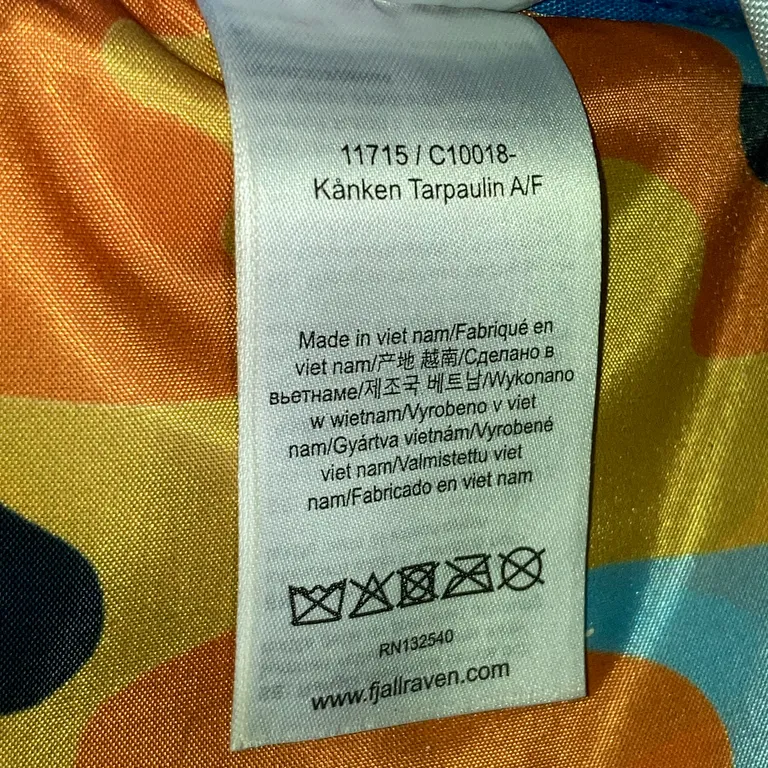 11715 / C10018-
Kånken Tarpaulin A/F
Made in viet nam/Fabriqué en
viet nam/产地 越南/Сделано в
вьетнаме/제조국 베트남/Wykonano
w wietnam/Vyrobeno v viet
nam/Gyártva vietnám/Vyrobené
viet nam/Valmistettu viet
nam/Fabricado en viet nam
RN132540
www.fjallraven.com